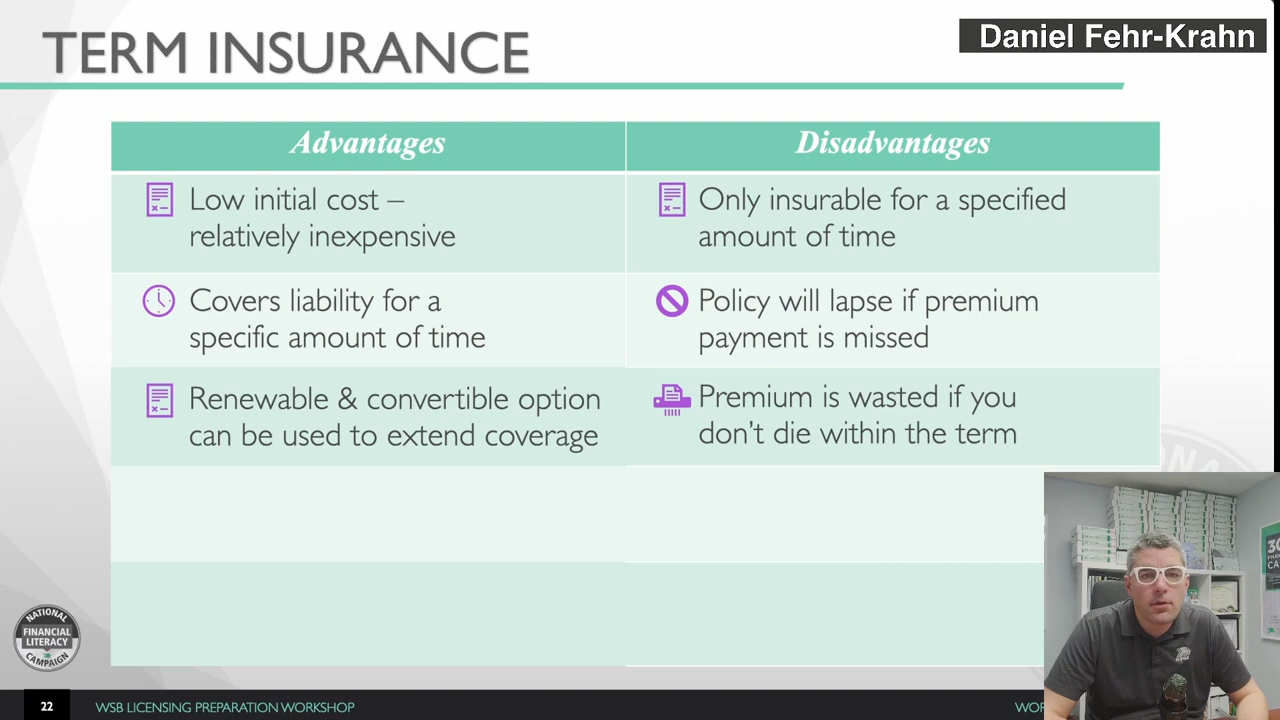 TERM INSURANCE
Daniel Fehr-Krahn
Advantages
Disadvantages
Low initial cost –
relatively inexpensive
Only insurable for a specified
amount of time
Covers liability for a
specific amount of time
Policy will lapse if premium
payment is missed
Renewable & convertible option
can be used to extend coverage
Premium is wasted if you
don't die within the term
NATIONAL
FINANCIAL
LITERACY
CAMPAIGN
22
WSB LICENSING PREPARATION WORKSHOP